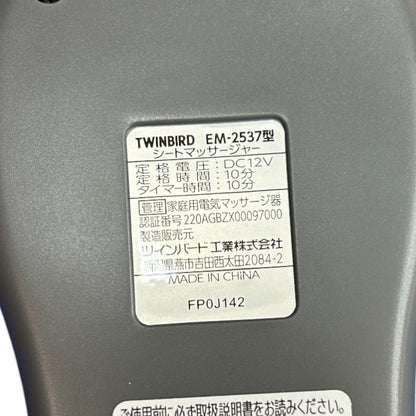 TWINBIRD EM-2537型
シートマッサージャー
定格電圧:DC12V
定格時間:10分
タイマー時間:10分
管理 家庭用電気マッサージ器
認証番号220AGBZX00097000
製造販売元
ツインバード工業株式会社
新潟県燕市吉田西太田2084-2
MADE IN CHINA
FP0J142
ご使用前に必ず取扱説明書をお読みください。